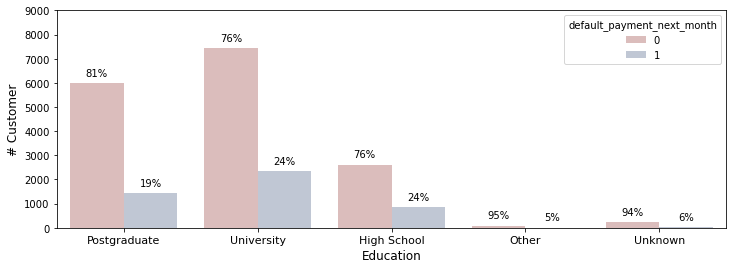 default_payment_next_month
0
1
# Customer
9000
8000
7000
6000
5000
4000
3000
2000
1000
0
81%
19%
76%
24%
76%
24%
95%
5%
94%
6%
Postgraduate
University
High School
Other
Unknown
Education